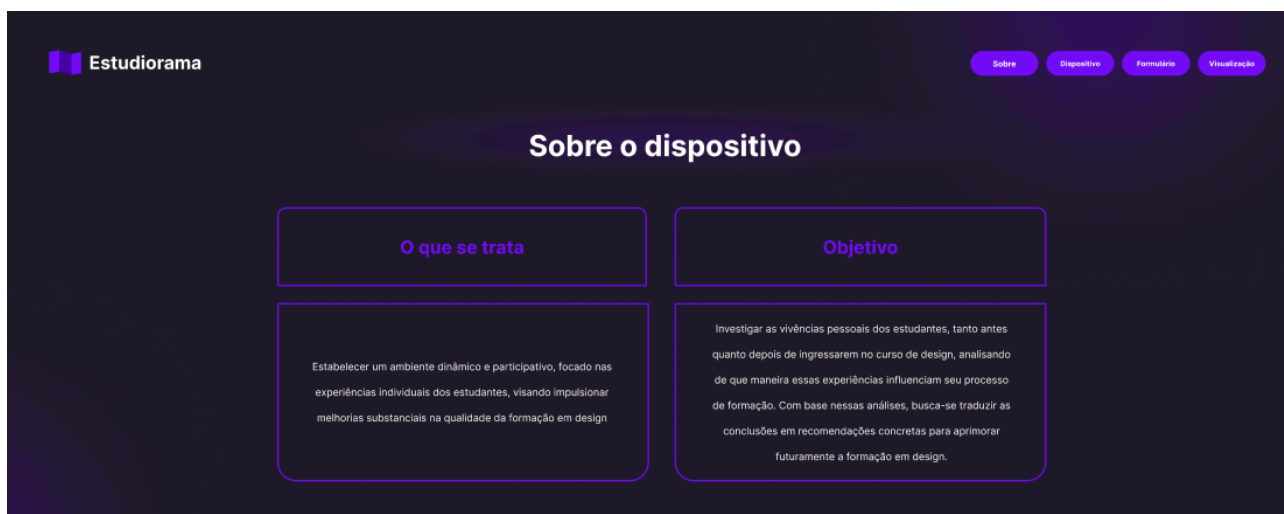 Estudiorama
Sobre
Dispositivo
Formulário
Visualização
Sobre o dispositivo
O que se trata
Estabelecer um ambiente dinâmico e participativo, focado nas
experiências individuais dos estudantes, visando impulsionar
melhorias substanciais na qualidade da formação em design
Objetivo
Investigar as vivências pessoais dos estudantes, tanto antes
quanto depois de ingressarem no curso de design, analisando
de que maneira essas experiências influenciam seu processo
de formação. Com base nessas análises, busca-se traduzir as
conclusões em recomendações concretas para aprimorar
futuramente a formação em design.